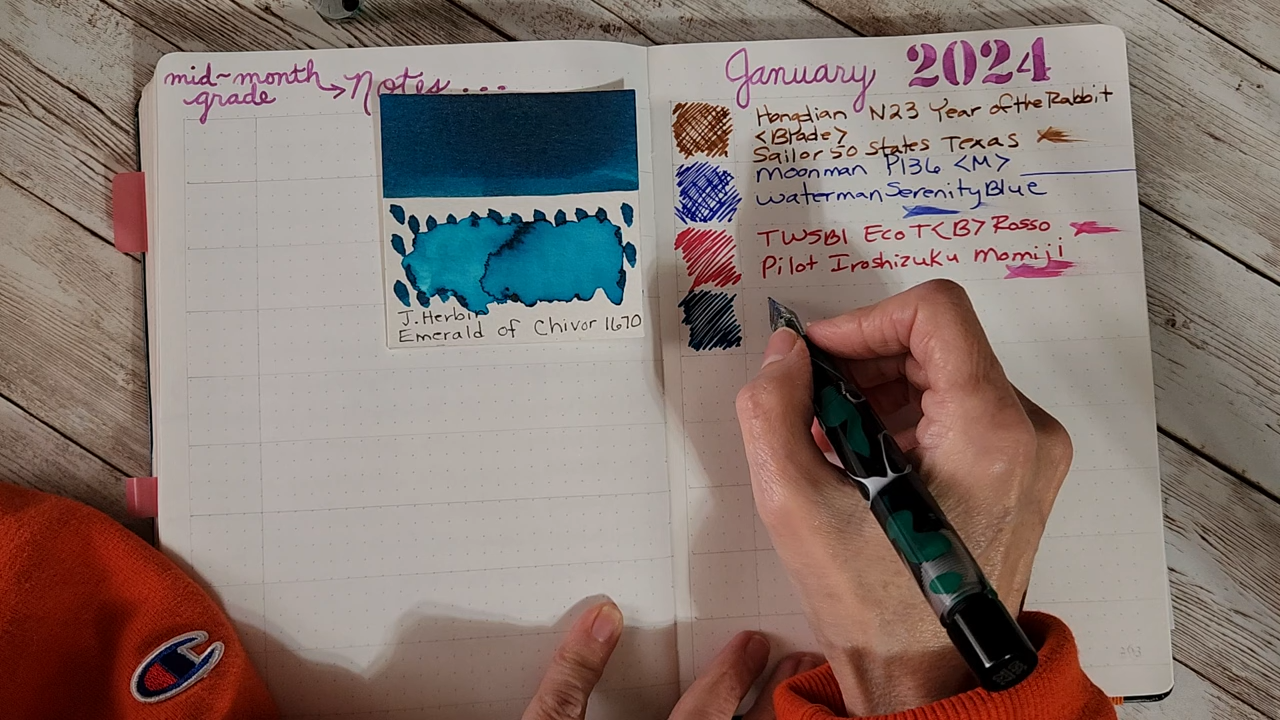 mid~month
grade → Notes ...
J. Herbin
Emerald of Chivor 1670
January 2024
Hongdian N23 Year of the Rabbit
<Blade>
Sailor 50 States Texas
Moonman P136 <M>
Waterman Serenity Blue
TWSBI Eco T<B> Rosso
Pilot Iroshizuku Momiji